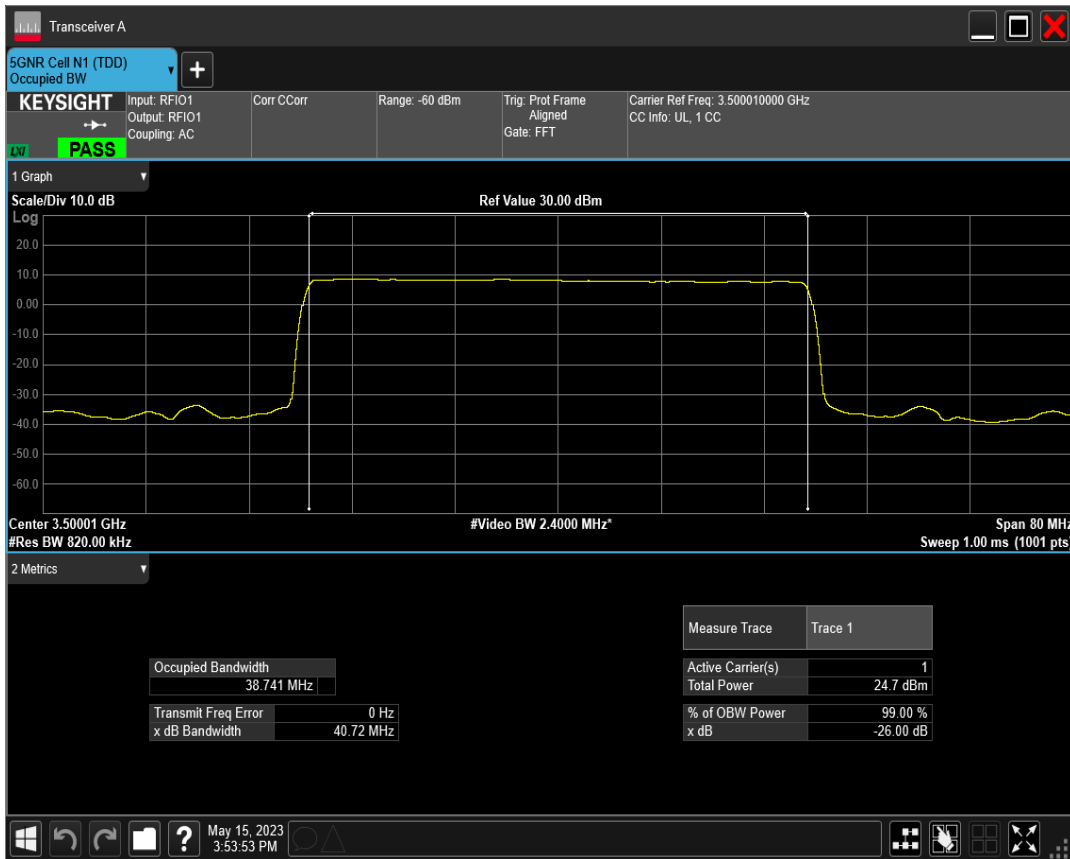 Transceiver A
5GNR Cell N1 (TDD)
Occupied BW
KEYSIGHT
LXI
PASS
Input: RFIO1
Output: RFIO1
Coupling: AC
Corr CCorr
Range: -60 dBm
Trig: Prot Frame
Aligned
Gate: FFT
Carrier Ref Freq: 3.500010000 GHz
CC Info: UL, 1 CC
1 Graph
Scale/Div 10.0 dB
Ref Value 30.00 dBm
Log
20.0
10.0
0.00
-10.0
-20.0
-30.0
-40.0
-50.0
-60.0
Center 3.50001 GHz
#Video BW 2.4000 MHz*
Span 80 MHz
#Res BW 820.00 kHz
Sweep 1.00 ms (1001 pts)
2 Metrics
Measure Trace Trace 1
Occupied Bandwidth
38.741 MHz
Active Carrier(s) 1
Total Power 24.7 dBm
Transmit Freq Error 0 Hz
x dB Bandwidth 40.72 MHz
% of OBW Power 99.00 %
x dB -26.00 dB
?
May 15, 2023
3:53:53 PM